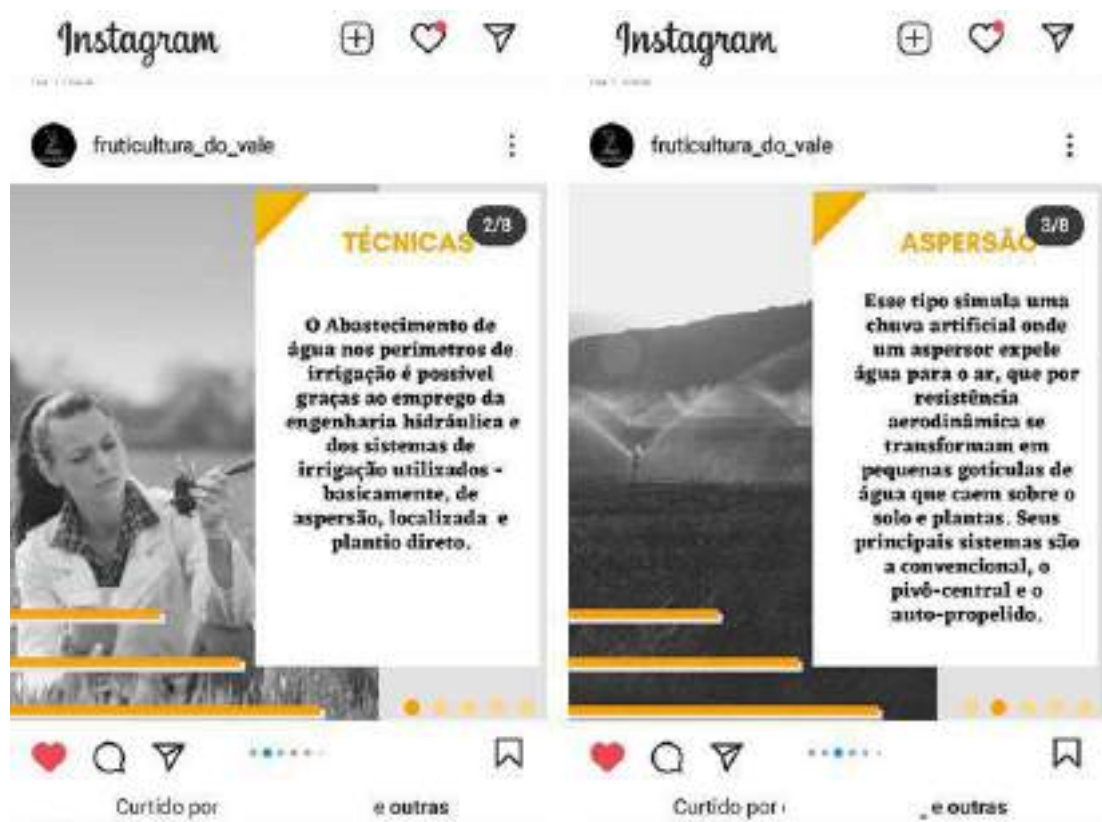 Instagram
fruticultura_do_vale
2/8
TÉCNICAS
O Abastecimento de
água nos perímetros de
irrigação é possível
graças ao emprego da
engenharia hidráulica e
dos sistemas de
irrigação utilizados -
basicamente, de
aspersão, localizada e
plantio direto.
Curtido por e outras
Instagram
fruticultura_do_vale
3/8
ASPERSÃO
Esse tipo simula uma
chuva artificial onde
um aspersor expele
água para o ar, que por
resistência
aerodinâmica se
transformam em
pequenas gotículas de
água que caem sobre o
solo e plantas. Seus
principais sistemas são
a convencional, o
pivô-central e o
auto-propelido.
Curtido por e outras